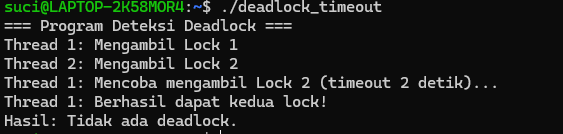 suci@LAPTOP-2K58MOR4:~$ ./deadlock_timeout
=== Program Deteksi Deadlock ===
Thread 1: Mengambil Lock 1
Thread 2: Mengambil Lock 2
Thread 1: Mencoba mengambil Lock 2 (timeout 2 detik)...
Thread 1: Berhasil dapat kedua lock!
Hasil: Tidak ada deadlock.